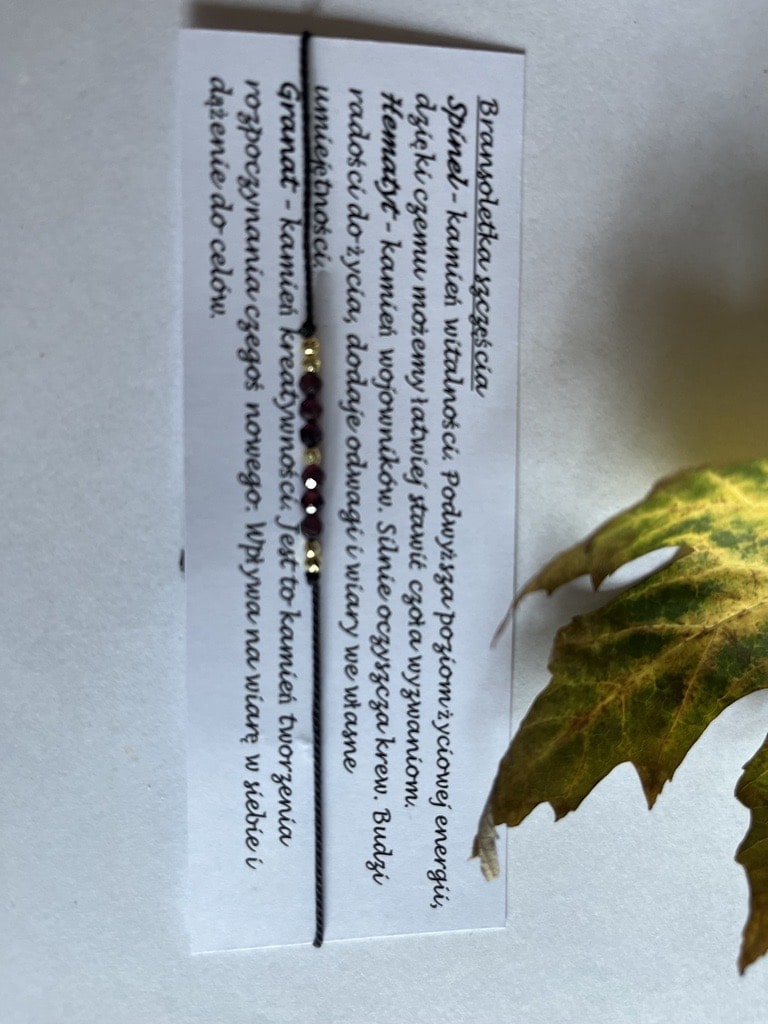 Bransoletka szczęścia
Spinel - kamień witalności. Podwyższa poziom życiowej energii,
dzięki czemu możemy łatwiej stawić czoła wyzwaniom.
Hematyt - kamień wojowników. Silnie oczyszcza krew. Budzi
radości do życia, dodaje odwagi i wiary we własne
umiejętności.
Granat - kamień kreatywności. Jest to kamień tworzenia
rozpoczynania czegoś nowego. Wpływa na wiarę w siebie i
dążenie do celów.